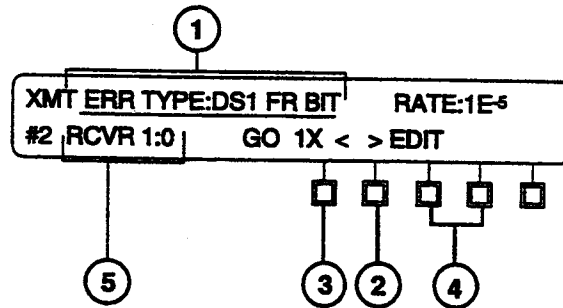 1
XMT ERR TYPE:DS1 FR BIT RATE:1E-5
#2 RCVR 1:0 GO 1X < > EDIT
5 3 2 4